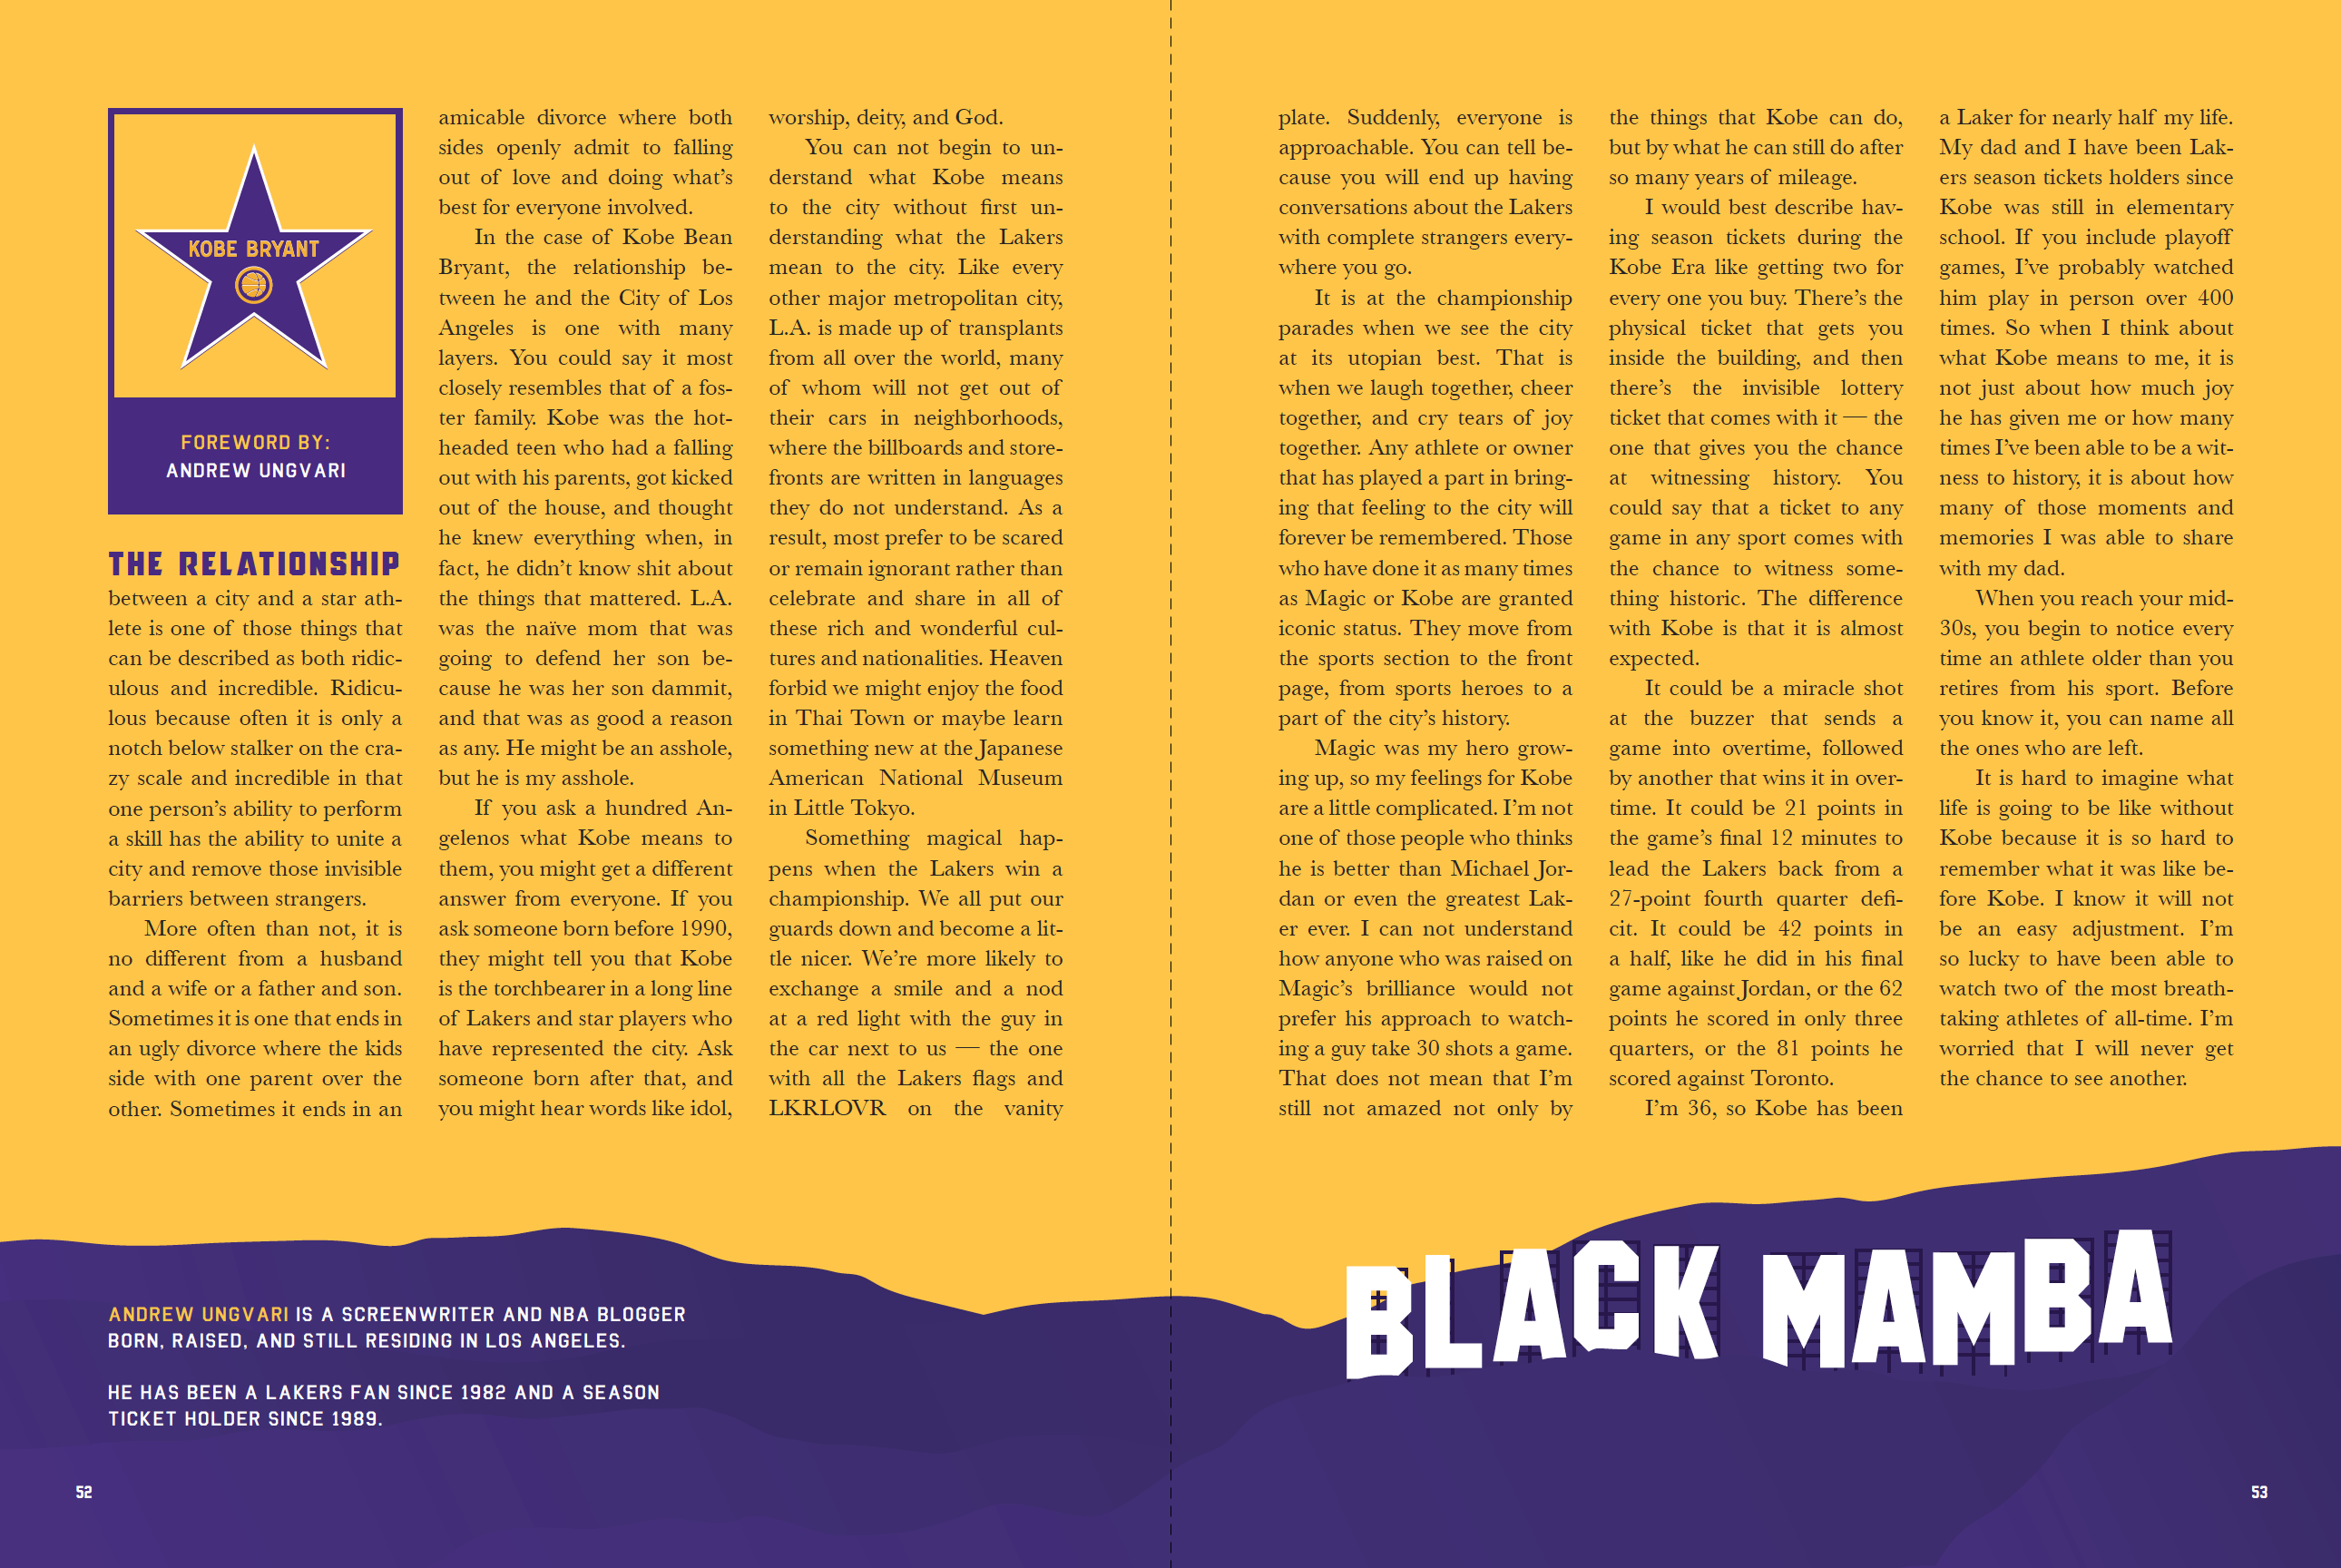 KOBE BRYANT
FOREWORD BY:
ANDREW UNGVARI
THE RELATIONSHIP
between a city and a star ath-
lete is one of those things that
can be described as both ridic-
ulous and incredible. Ridicu-
lous because often it is only a
notch below stalker on the cra-
zy scale and incredible in that
one person’s ability to perform
a skill has the ability to unite a
city and remove those invisible
barriers between strangers.
More often than not, it is
no different from a husband
and a wife or a father and son.
Sometimes it is one that ends in
an ugly divorce where the kids
side with one parent over the
other. Sometimes it ends in an
amicable divorce where both
sides openly admit to falling
out of love and doing what’s
best for everyone involved.
In the case of Kobe Bean
Bryant, the relationship be-
tween he and the City of Los
Angeles is one with many
layers. You could say it most
closely resembles that of a fos-
ter family. Kobe was the hot-
headed teen who had a falling
out with his parents, got kicked
out of the house, and thought
he knew everything when, in
fact, he didn’t know shit about
the things that mattered. L.A.
was the naïve mom that was
going to defend her son be-
cause he was her son dammit,
and that was as good a reason
as any. He might be an asshole,
but he is my asshole.
If you ask a hundred An-
gelenos what Kobe means to
them, you might get a different
answer from everyone. If you
ask someone born before 1990,
they might tell you that Kobe
is the torchbearer in a long line
of Lakers and star players who
have represented the city. Ask
someone born after that, and
you might hear words like idol,
worship, deity, and God.
You can not begin to un-
derstand what Kobe means
to the city without first un-
derstanding what the Lakers
mean to the city. Like every
other major metropolitan city,
L.A. is made up of transplants
from all over the world, many
of whom will not get out of
their cars in neighborhoods,
where the billboards and store-
fronts are written in languages
they do not understand. As a
result, most prefer to be scared
or remain ignorant rather than
celebrate and share in all of
these rich and wonderful cul-
tures and nationalities. Heaven
forbid we might enjoy the food
in Thai Town or maybe learn
something new at the Japanese
American National Museum
in Little Tokyo.
Something magical hap-
pens when the Lakers win a
championship. We all put our
guards down and become a lit-
tle nicer. We’re more likely to
exchange a smile and a nod
at a red light with the guy in
the car next to us — the one
with all the Lakers flags and
LKRLOVR on the vanity
plate. Suddenly, everyone is
approachable. You can tell be-
cause you will end up having
conversations about the Lakers
with complete strangers every-
where you go.
It is at the championship
parades when we see the city
at its utopian best. That is
when we laugh together, cheer
together, and cry tears of joy
together. Any athlete or owner
that has played a part in bring-
ing that feeling to the city will
forever be remembered. Those
who have done it as many times
as Magic or Kobe are granted
iconic status. They move from
the sports section to the front
page, from sports heroes to a
part of the city’s history.
Magic was my hero grow-
ing up, so my feelings for Kobe
are a little complicated. I’m not
one of those people who thinks
he is better than Michael Jor-
dan or even the greatest Lak-
er ever. I can not understand
how anyone who was raised on
Magic’s brilliance would not
prefer his approach to watch-
ing a guy take 30 shots a game.
That does not mean that I’m
still not amazed not only by
the things that Kobe can do,
but by what he can still do after
so many years of mileage.
I would best describe hav-
ing season tickets during the
Kobe Era like getting two for
every one you buy. There’s the
physical ticket that gets you
inside the building, and then
there’s the invisible lottery
ticket that comes with it — the
one that gives you the chance
at witnessing history. You
could say that a ticket to any
game in any sport comes with
the chance to witness some-
thing historic. The difference
with Kobe is that it is almost
expected.
It could be a miracle shot
at the buzzer that sends a
game into overtime, followed
by another that wins it in over-
time. It could be 21 points in
the game’s final 12 minutes to
lead the Lakers back from a
27-point fourth quarter defi-
cit. It could be 42 points in
a half, like he did in his final
game against Jordan, or the 62
points he scored in only three
quarters, or the 81 points he
scored against Toronto.
I’m 36, so Kobe has been
a Laker for nearly half my life.
My dad and I have been Lak-
ers season tickets holders since
Kobe was still in elementary
school. If you include playoff
games, I’ve probably watched
him play in person over 400
times. So when I think about
what Kobe means to me, it is
not just about how much joy
he has given me or how many
times I’ve been able to be a wit-
ness to history, it is about how
many of those moments and
memories I was able to share
with my dad.
When you reach your mid-
30s, you begin to notice every
time an athlete older than you
retires from his sport. Before
you know it, you can name all
the ones who are left.
It is hard to imagine what
life is going to be like without
Kobe because it is so hard to
remember what it was like be-
fore Kobe. I know it will not
be an easy adjustment. I’m
so lucky to have been able to
watch two of the most breath-
taking athletes of all-time. I’m
worried that I will never get
the chance to see another.
BLACK MAMBA
ANDREW UNGVARI IS A SCREENWRITER AND NBA BLOGGER
BORN, RAISED, AND STILL RESIDING IN LOS ANGELES.
HE HAS BEEN A LAKERS FAN SINCE 1982 AND A SEASON
TICKET HOLDER SINCE 1989.
52
53